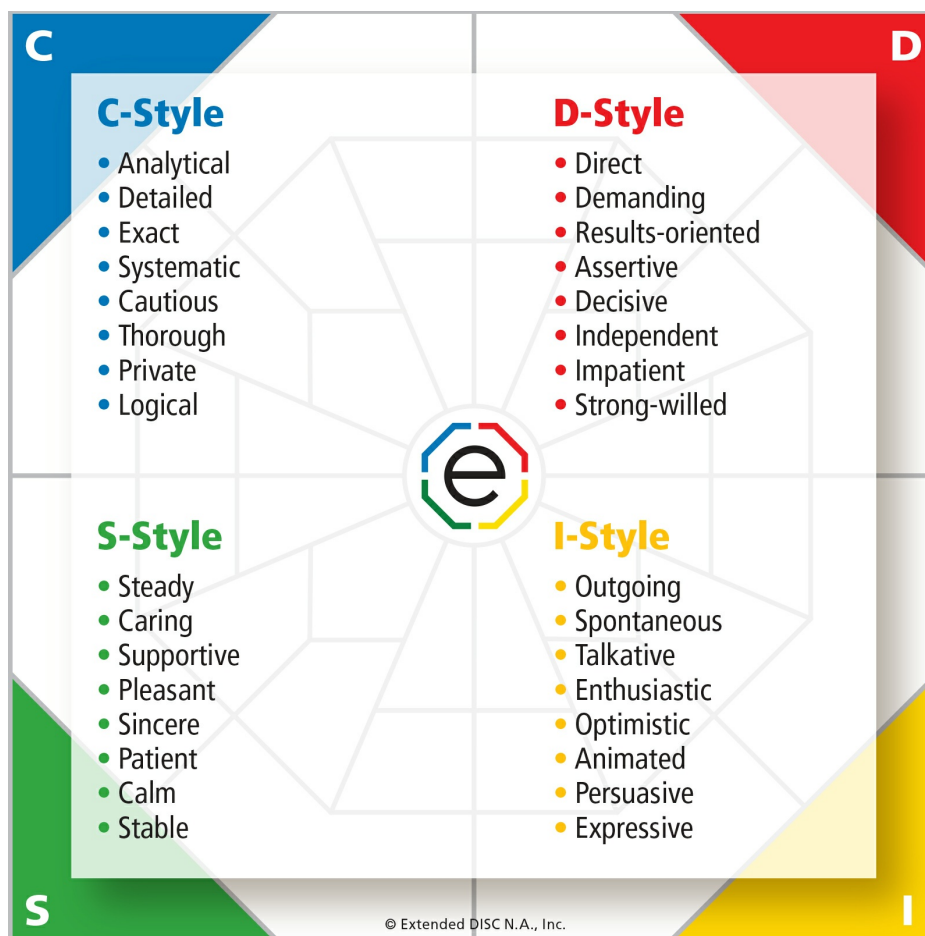 C
D
C-Style
• Analytical
• Detailed
• Exact
• Systematic
• Cautious
• Thorough
• Private
• Logical
D-Style
• Direct
• Demanding
• Results-oriented
• Assertive
• Decisive
• Independent
• Impatient
• Strong-willed
e
S-Style
• Steady
• Caring
• Supportive
• Pleasant
• Sincere
• Patient
• Calm
• Stable
I-Style
• Outgoing
• Spontaneous
• Talkative
• Enthusiastic
• Optimistic
• Animated
• Persuasive
• Expressive
S
I
© Extended DISC N.A., Inc.